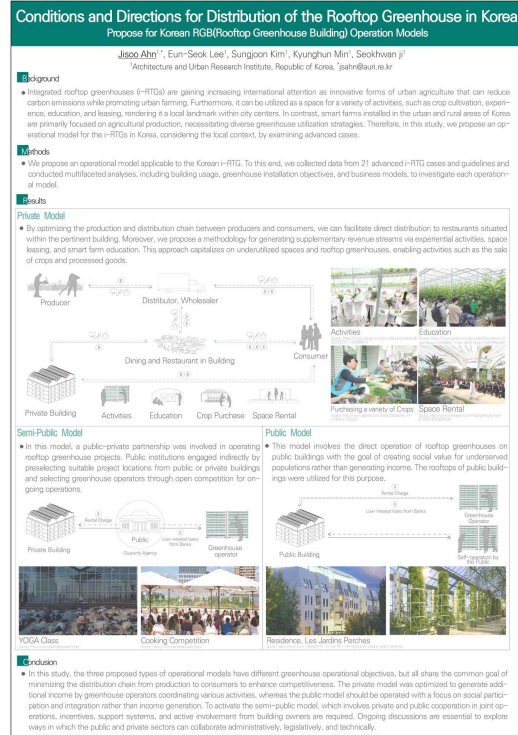 Conditions and Directions for Distribution of the Rooftop Greenhouse in Korea
Propose for Korean RGB(Rooftop Greenhouse Building) Operation Models
Jisoo Ahn¹·*, Eun-Seok Lee¹, Sungjoon Kim¹, Kyunghun Min¹, Seokhwan ji¹
¹Architecture and Urban Research Institute, Republic of Korea, *jsahn@auri.re.kr
Background
● Integrated rooftop greenhouses (i-RTGs) are gaining increasing international attention as innovative forms of urban agriculture that can reduce
carbon emissions while promoting urban farming. Furthermore, it can be utilized as a space for a variety of activities, such as crop cultivation, experi-
ence, education, and leasing, rendering it a local landmark within city centers. In contrast, smart farms installed in the urban and rural areas of Korea
are primarily focused on agricultural production, necessitating diverse greenhouse utilization strategies. Therefore, in this study, we propose an op-
erational model for the i-RTGs in Korea, considering the local context, by examining advanced cases.
Methods
● We propose an operational model applicable to the Korean i-RTG. To this end, we collected data from 21 advanced i-RTG cases and guidelines and
conducted multifaceted analyses, including building usage, greenhouse installation objectives, and business models, to investigate each operation-
al model.
Results
Private Model
● By optimizing the production and distribution chain between producers and consumers, we can facilitate direct distribution to restaurants situated
within the pertinent building. Moreover, we propose a methodology for generating supplementary revenue streams via experiential activities, space
leasing, and smart farm education. This approach capitalizes on underutilized spaces and rooftop greenhouses, enabling activities such as the sale
of crops and processed goods.
Producer
Distributor, Wholesaler
Dining and Restaurant in Building
Consumer
Private Building
Activities
Education
Crop Purchase
Space Rental
Activities
Education
Purchasing a variety of Crops
Space Rental
Semi-Public Model
● In this model, a public-private partnership was involved in operating
rooftop greenhouse projects. Public institutions engaged indirectly by
preselecting suitable project locations from public or private buildings
and selecting greenhouse operators through open competition for on-
going operations.
Private Building
Rental Charge
Public
Guaranty Agency
Low-interest loans
from Banks
Greenhouse
operator
YOGA Class
Cooking Competition
Public Model
● This model involves the direct operation of rooftop greenhouses on
public buildings with the goal of creating social value for underserved
populations rather than generating income. The rooftops of public build-
ings were utilized for this purpose.
Rental Charge
Low-interest loans from Banks
Greenhouse
Operator
Public Building
Self-operation by
the Public
Residence, Les Jardins Perches
Conclusion
● In this study, the three proposed types of operational models have different greenhouse operational objectives, but all share the common goal of
minimizing the distribution chain from production to consumers to enhance competitiveness. The private model was optimized to generate addi-
tional income by greenhouse operators coordinating various activities, whereas the public model should be operated with a focus on social partici-
pation and integration rather than income generation. To activate the semi-public model, which involves private and public cooperation in joint op-
erations, incentives, support systems, and active involvement from building owners are required. Ongoing discussions are essential to explore
ways in which the public and private sectors can collaborate administratively, legislatively, and technically.